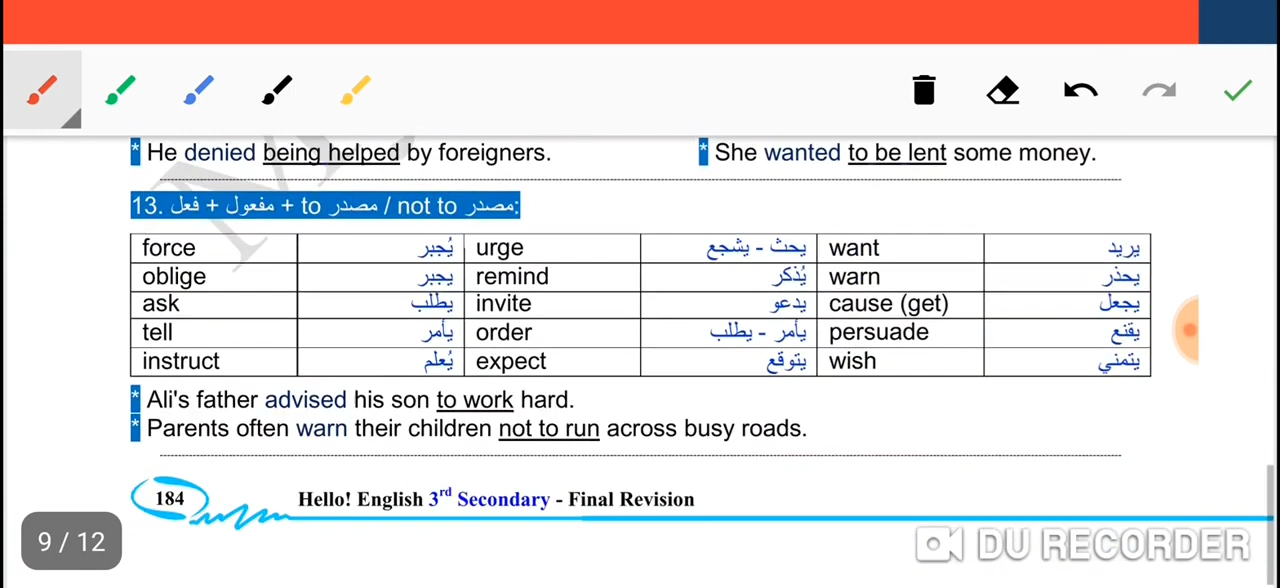 * He denied being helped by foreigners. * She wanted to be lent some money.
13. فعل + مفعول + to مصدر / not to مصدر:
force يُجبر urge يحث - يشجع want يريد
oblige يجبر remind يُذكر warn يحذر
ask يطلب invite يدعو cause (get) يجعل
tell يأمر order يأمر - يطلب persuade يقنع
instruct يُعلم expect يتوقع wish يتمني
* Ali's father advised his son to work hard.
* Parents often warn their children not to run across busy roads.
184 Hello! English 3rd Secondary - Final Revision
9 / 12
DU RECORDER